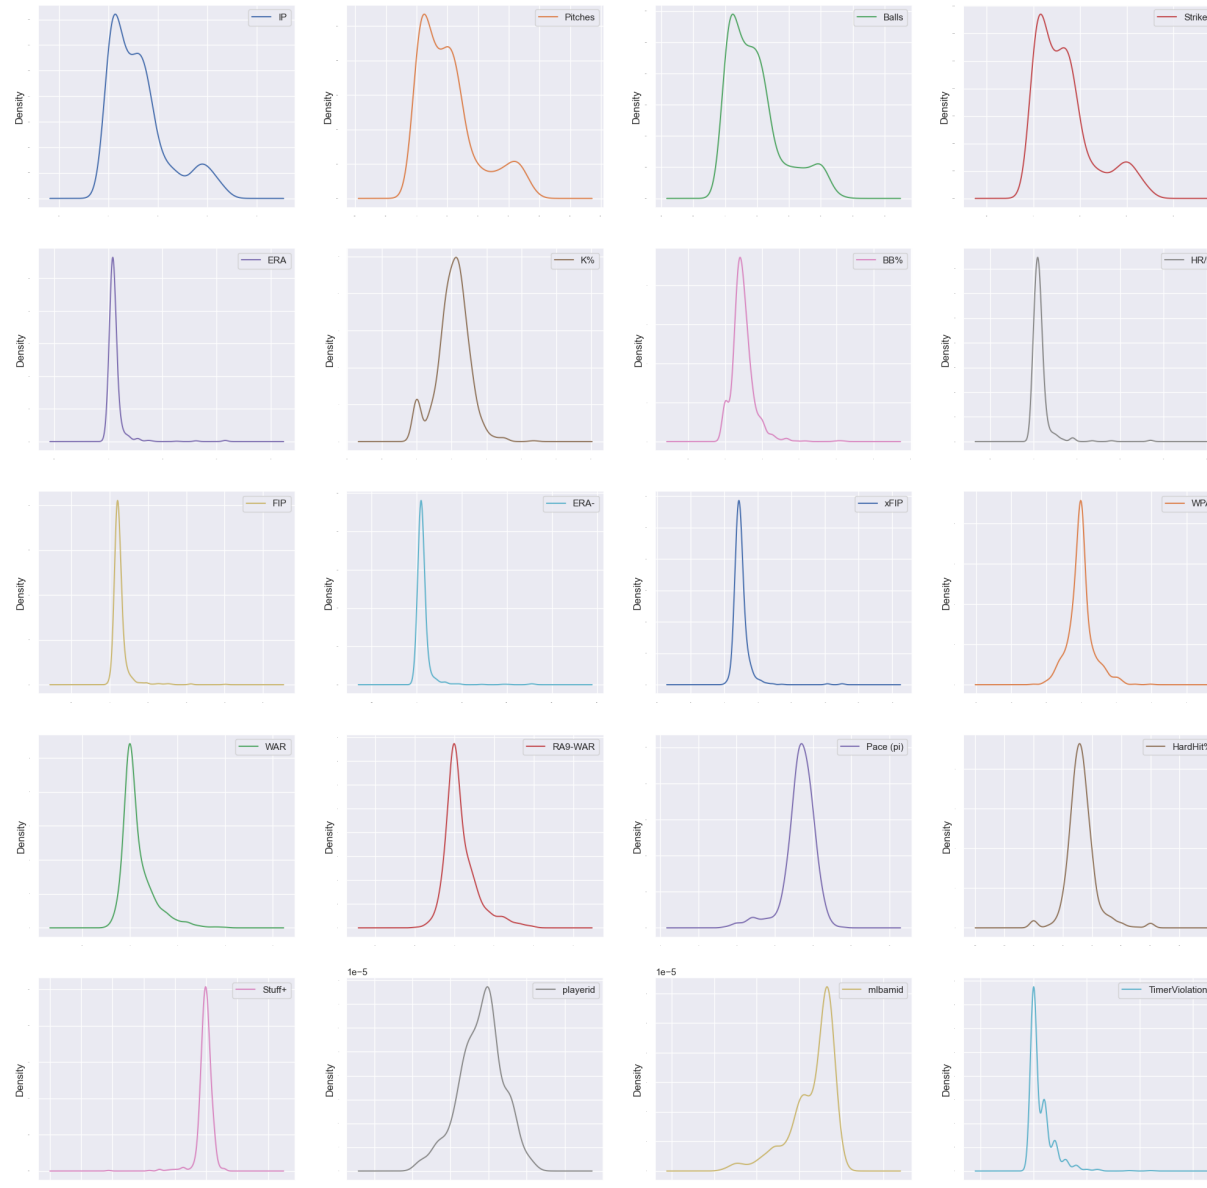 Density
IP
Pitches
Density
Balls
Density
Strike
Density
ERA
Density
K%
Density
BB%
Density
HR/
Density
FIP
Density
ERA-
Density
xFIP
Density
WPA
Density
WAR
Density
RA9-WAR
Density
Pace (pi)
Density
HardHit%
Density
Stuff+
Density
1e-5
playerid
Density
1e-5
mlbamid
Density
TimerViolation
Density